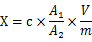 X = c × A₁/A₂ × V/m